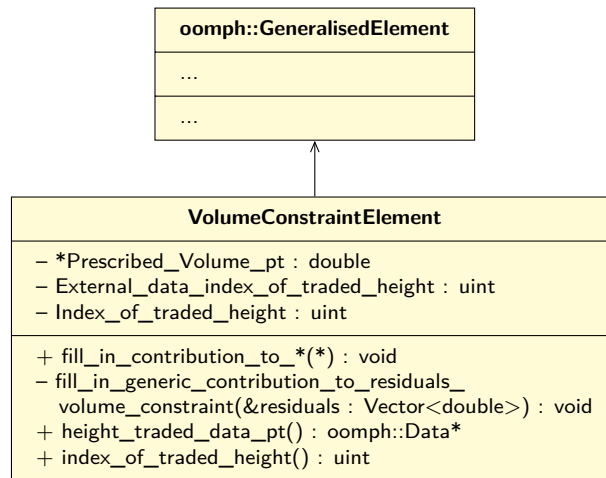 oomph::GeneralisedElement
...
...
VolumeConstraintElement
– *Prescribed_Volume_pt : double
– External_data_index_of_traded_height : uint
– Index_of_traded_height : uint
+ fill_in_contribution_to_*(*) : void
– fill_in_generic_contribution_to_residuals_
volume_constraint(&residuals : Vector<double>) : void
+ height_traded_data_pt() : oomph::Data*
+ index_of_traded_height() : uint